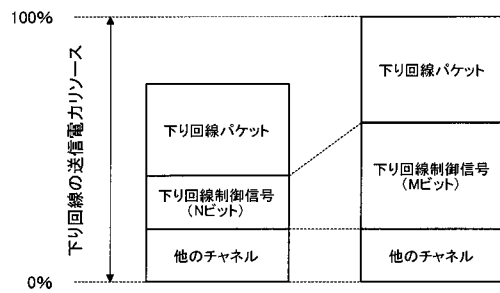 100%
下り回線の送信電力リソース
0%
下り回線パケット
下り回線制御信号
(Nビット)
他のチャネル
下り回線パケット
下り回線制御信号
(Mビット)
他のチャネル